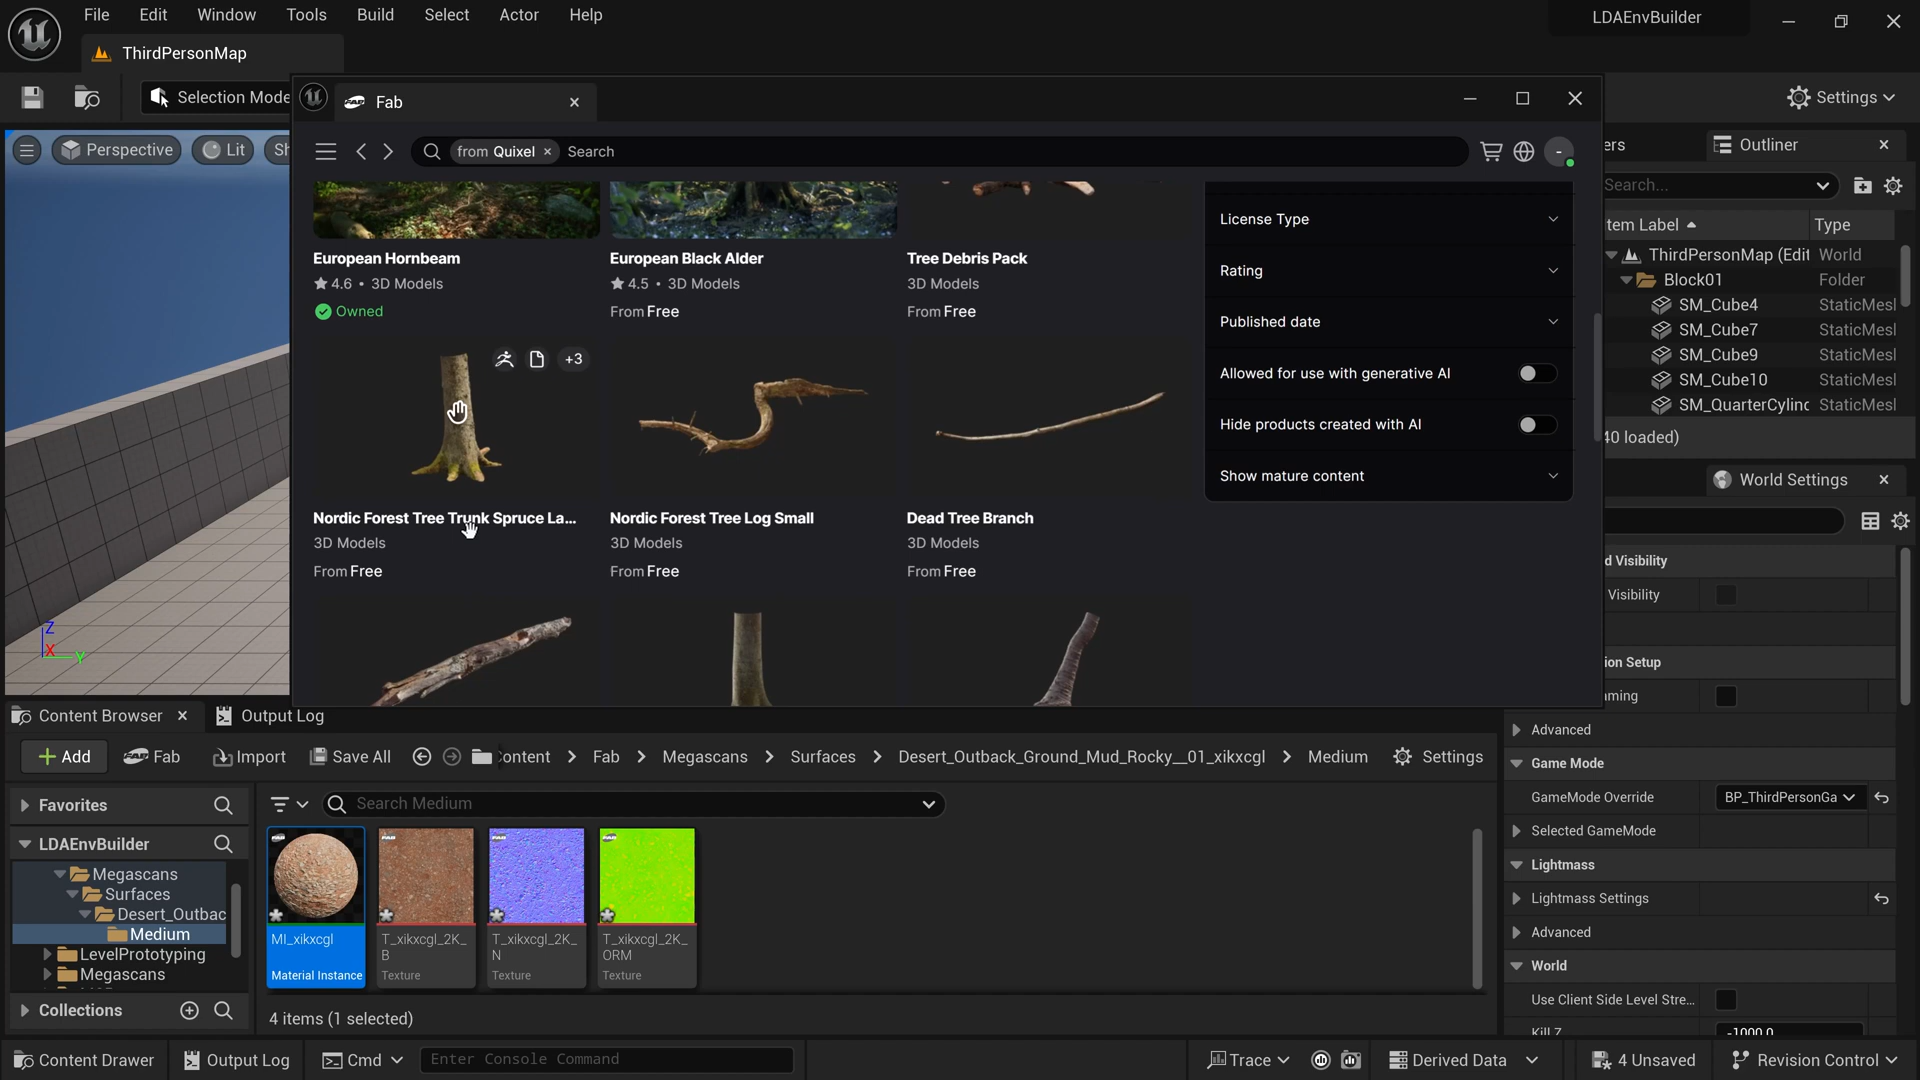 File Edit Window Tools Build Select Actor Help
LDAEnvBuilder
ThirdPersonMap
Selection Mode
Settings
Fab
Perspective
Lit
Sh
from Quixel × Search
European Hornbeam
4.6 • 3D Models
Owned
European Black Alder
4.5 • 3D Models
From Free
Tree Debris Pack
3D Models
From Free
+3
Nordic Forest Tree Trunk Spruce La...
3D Models
From Free
Nordic Forest Tree Log Small
3D Models
From Free
Dead Tree Branch
3D Models
From Free
License Type
Rating
Published date
Allowed for use with generative AI
Hide products created with AI
Show mature content
ers
Outliner
Search...
tem Label
Type
ThirdPersonMap (Edit World
Block01 Folder
SM_Cube4 StaticMesl
SM_Cube7 StaticMesl
SM_Cube9 StaticMesl
SM_Cube10 StaticMesl
SM_QuarterCylinc StaticMesl
40 loaded)
World Settings
d Visibility
Visibility
ion Setup
ming
Advanced
Game Mode
GameMode Override BP_ThirdPersonGa
Selected GameMode
Lightmass
Lightmass Settings
Advanced
World
Use Client Side Level Stre...
Kill Z -1000.0
Z
X
Y
Content Browser
Output Log
Add
Fab
Import
Save All
ontent > Fab > Megascans > Surfaces > Desert_Outback_Ground_Mud_Rocky__01_xikxcgl > Medium
Settings
Favorites
LDAEnvBuilder
Megascans
Surfaces
Desert_Outbac
Medium
LevelPrototyping
Megascans
Collections
Search Medium
MI_xikxcgl
Material Instance
T_xikxcgl_2K_
B
Texture
T_xikxcgl_2K_
N
Texture
T_xikxcgl_2K_
ORM
Texture
4 items (1 selected)
Content Drawer
Output Log
Cmd
Enter Console Command
Trace
Derived Data
4 Unsaved
Revision Control